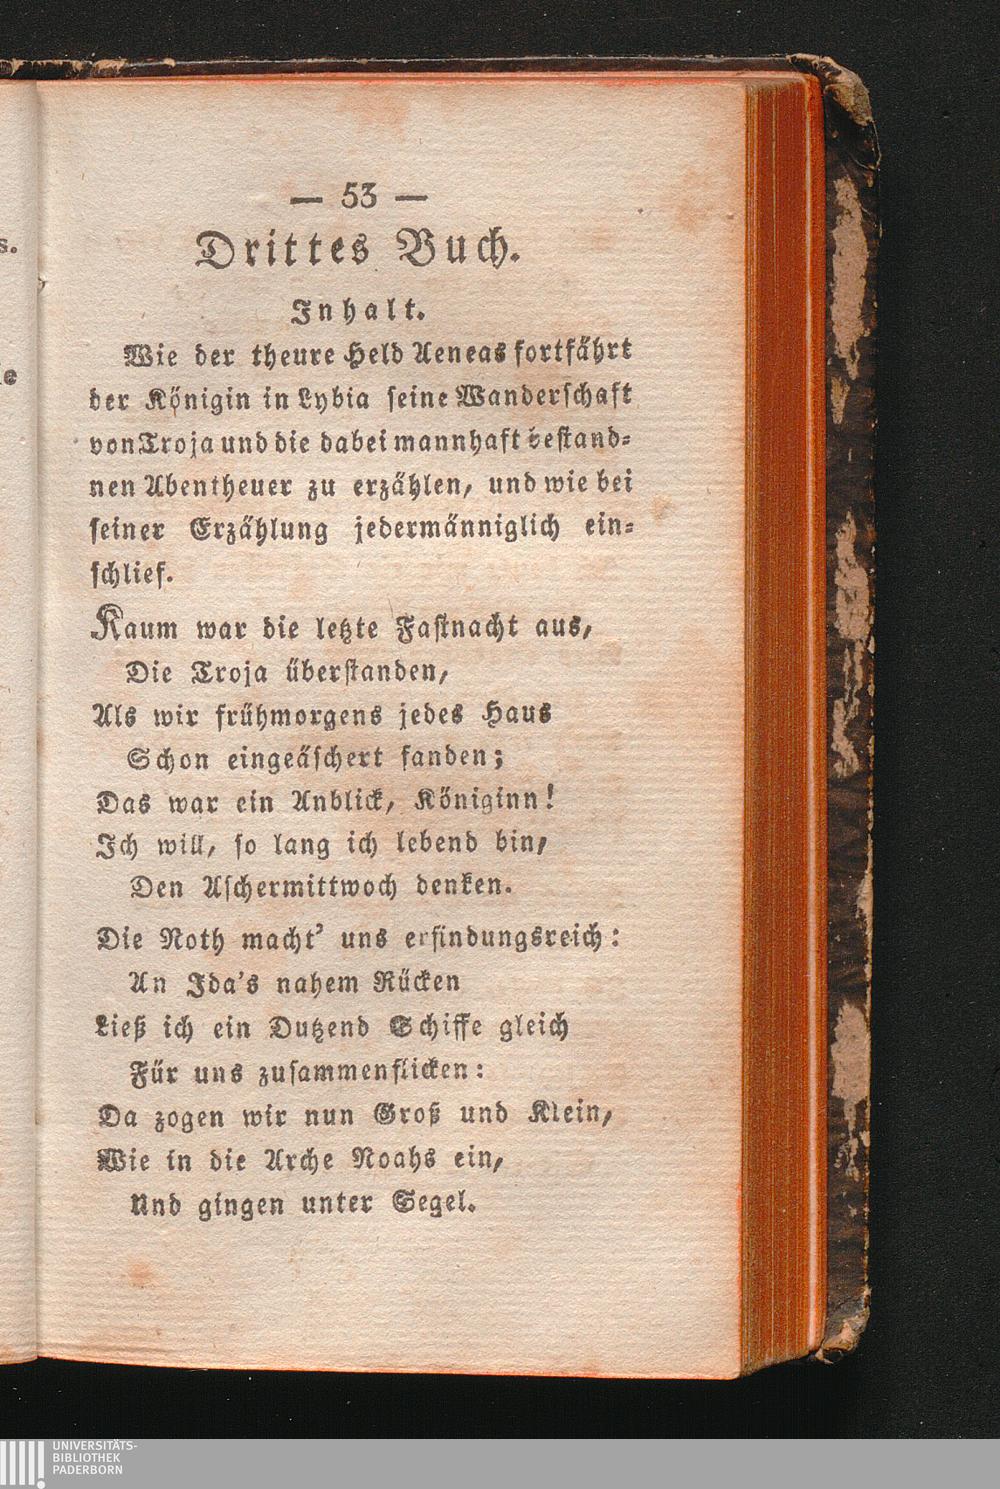 — 53 —
Drittes Buch.
Inhalt.
Wie der theure Held Aeneas fortfährt
der Königin in Lybia seine Wanderschaft
von Troja und die dabei mannhaft bestand=
nen Abentheuer zu erzählen, und wie bei
seiner Erzählung jedermänniglich ein=
schlief.
Kaum war die letzte Fastnacht aus,
Die Troja überstanden,
Als wir frühmorgens jedes Haus
Schon eingeäschert fanden;
Das war ein Anblick, Königinn!
Ich will, so lang ich lebend bin,
Den Aschermittwoch denken.
Die Noth macht' uns erfindungsreich:
An Ida's nahem Rücken
Ließ ich ein Dutzend Schiffe gleich
Für uns zusammenflicken:
Da zogen wir nun Groß und Klein,
Wie in die Arche Noahs ein,
Und gingen unter Segel.
UNIVERSITÄTS-
BIBLIOTHEK
PADERBORN